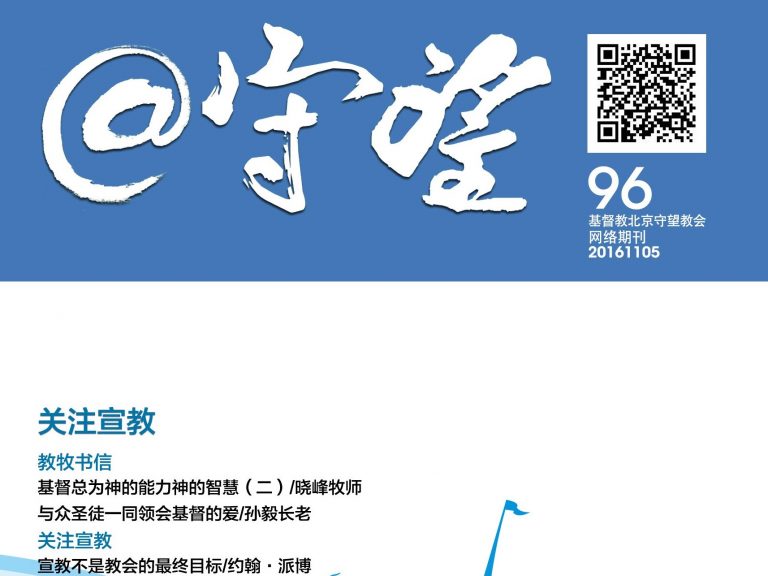 @守望
96
基督教北京守望教会
网络期刊
20161105
关注宣教
教牧书信
基督总为神的能力神的智慧（二）/晓峰牧师
与众圣徒一同领会基督的爱/孙毅长老
关注宣教
宣教不是教会的最终目标/约翰·派博